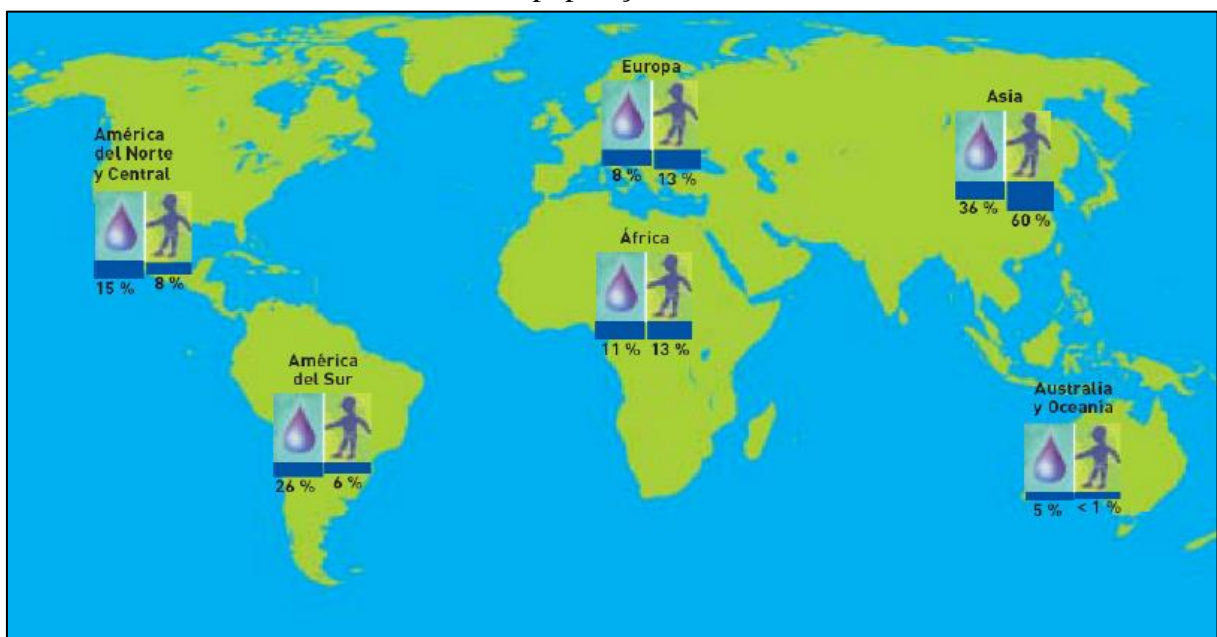 América
del Norte
y Central
15 %
8 %
América
del Sur
26 %
6 %
Europa
8 %
13 %
África
11 %
13 %
Asia
36 %
60 %
Australia
y Oceanía
5 %
< 1 %